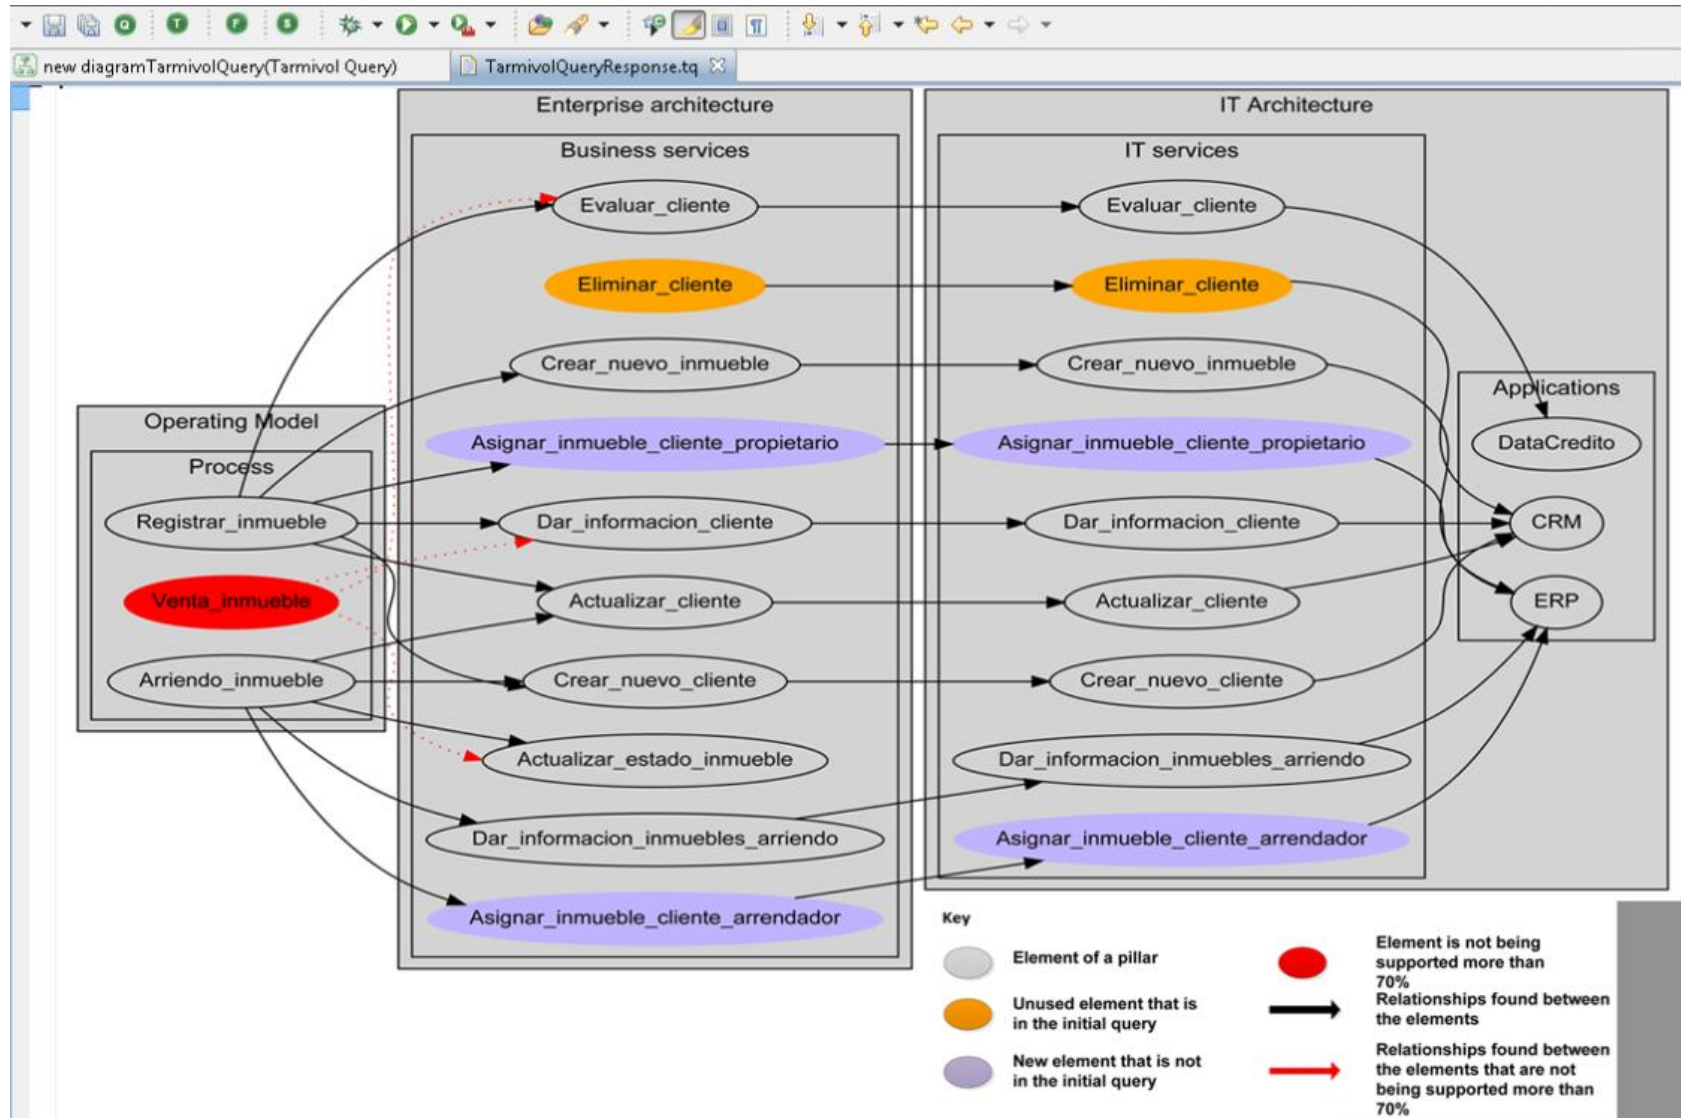 Q
T
F
S
new diagramTarmivolQuery(Tarmivol Query)
TarmivolQueryResponse.tq
Enterprise architecture
IT Architecture
Business services
IT services
Evaluar_cliente
Evaluar_cliente
Eliminar_cliente
Eliminar_cliente
Crear_nuevo_inmueble
Crear_nuevo_inmueble
Applications
Operating Model
Asignar_inmueble_cliente_propietario
Asignar_inmueble_cliente_propietario
DataCredito
Process
Registrar_inmueble
Dar_informacion_cliente
Dar_informacion_cliente
CRM
Venta_inmueble
Actualizar_cliente
Actualizar_cliente
ERP
Arriendo_inmueble
Crear_nuevo_cliente
Crear_nuevo_cliente
Actualizar_estado_inmueble
Dar_informacion_inmuebles_arriendo
Dar_informacion_inmuebles_arriendo
Asignar_inmueble_cliente_arrendador
Asignar_inmueble_cliente_arrendador
Key
Element of a pillar
Unused element that is
in the initial query
New element that is not
in the initial query
Element is not being
supported more than
70%
Relationships found between
the elements
Relationships found between
the elements that are not
being supported more than
70%